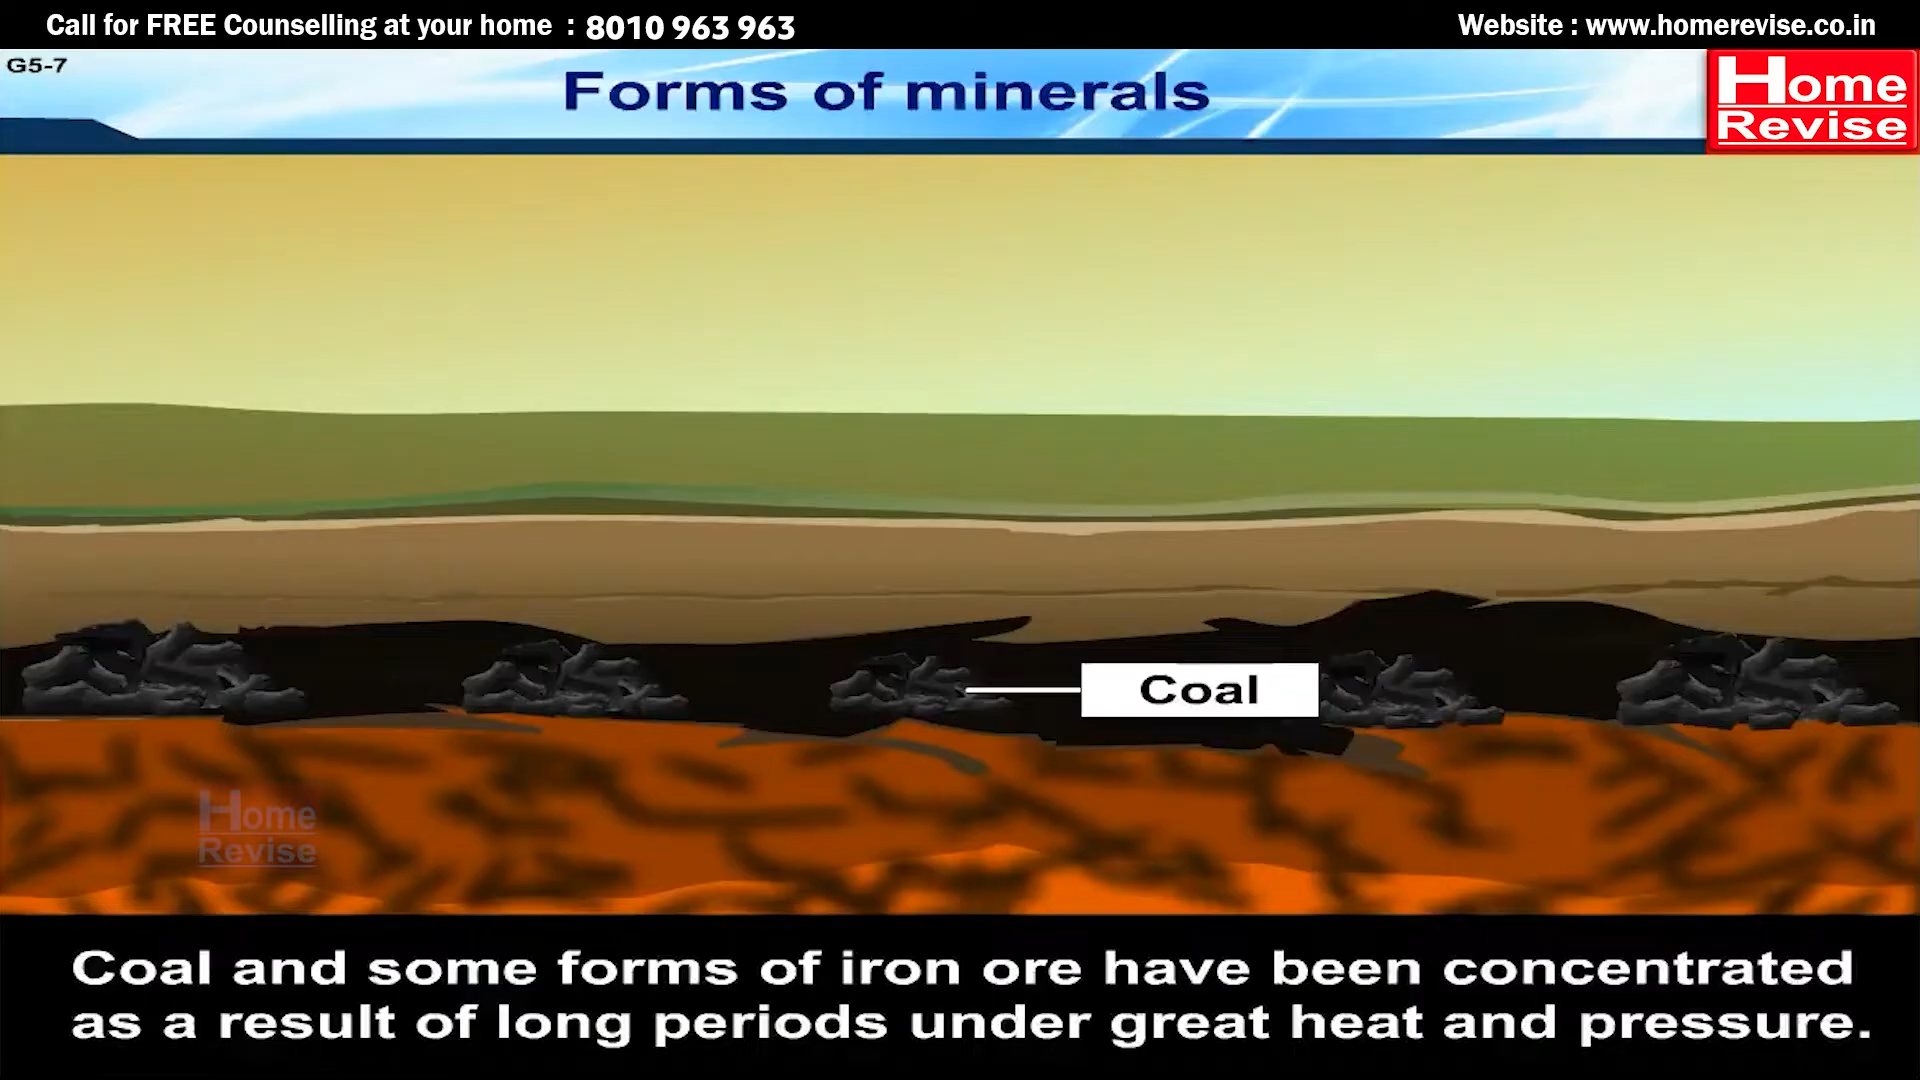 Call for FREE Counselling at your home : 8010 963 963
Website : www.homerevise.co.in
G5-7
Forms of minerals
Home
Revise
Coal
Home
Revise
Coal and some forms of iron ore have been concentrated
as a result of long periods under great heat and pressure.